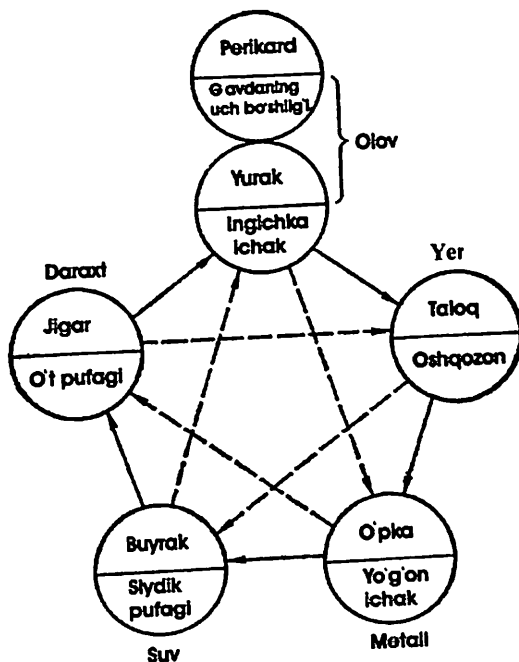 Perikard
Gavdaning
uch bo'shlig'i
Olov
Yurak
Ingichka
ichak
Daraxt
Yer
Jigar
O't pufagi
Taloq
Oshqozon
Buyrak
Siydik
pufagi
O'pka
Yo'g'on
ichak
Suv
Metall